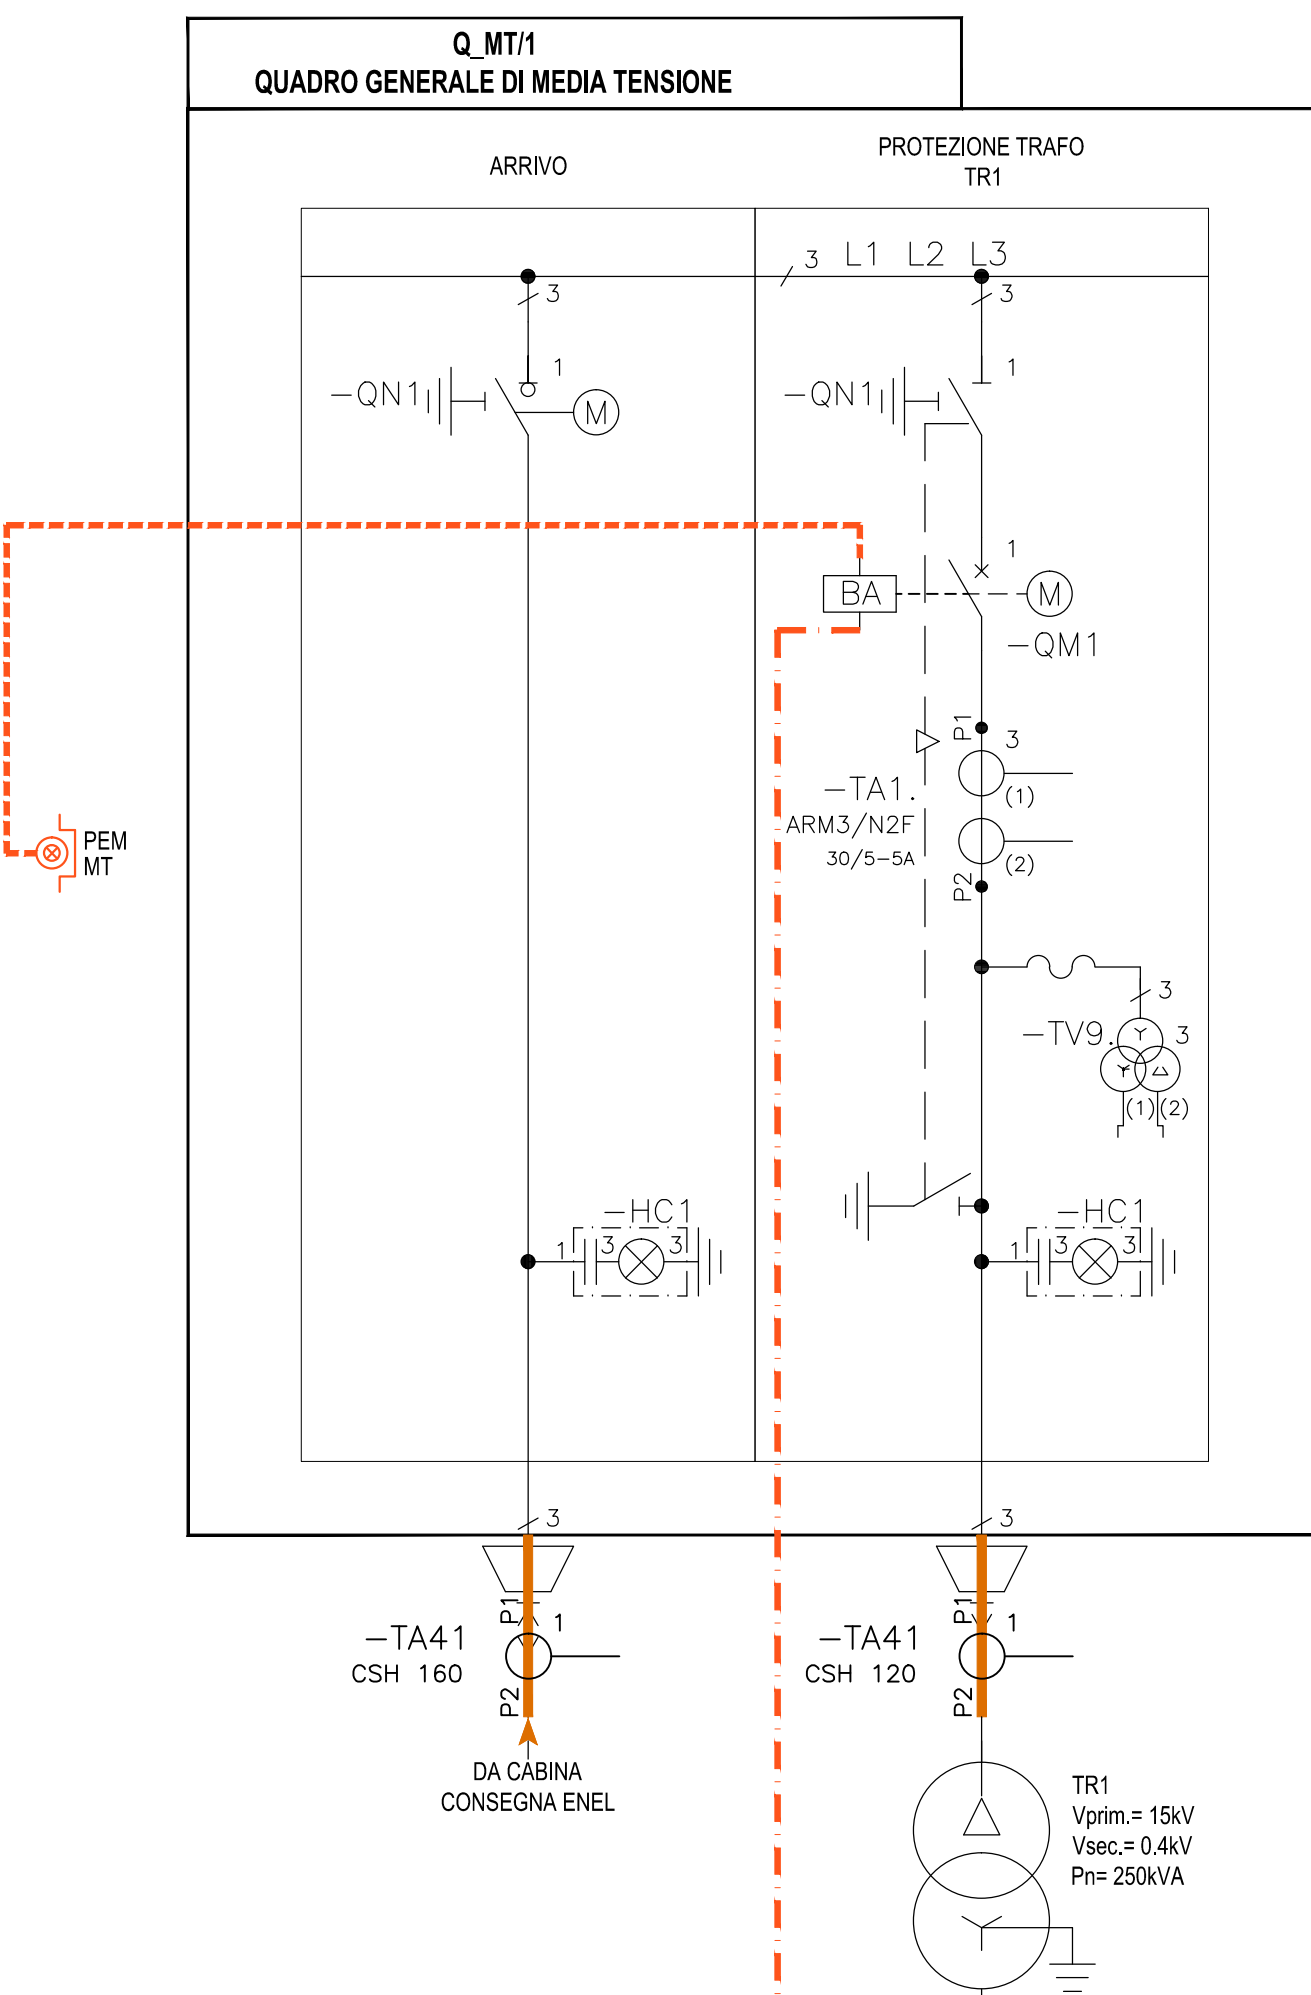 Q_MT/1
QUADRO GENERALE DI MEDIA TENSIONE
ARRIVO
PROTEZIONE TRAFO
TR1
3 L1 L2 L3
3
3
1
1
-QN1
M
-QN1
1
BA
M
-QM1
P1
3
-TA1.
(1)
ARM3/N2F
30/5-5A
(2)
P2
PEM
MT
3
-TV9.
3
(1)
(2)
-HC1
1
3
3
-HC1
1
3
3
3
3
P1
1
-TA41
CSH 160
P2
P1
1
-TA41
CSH 120
P2
DA CABINA
CONSEGNA ENEL
TR1
Vprim.= 15kV
Vsec.= 0.4kV
Pn= 250kVA